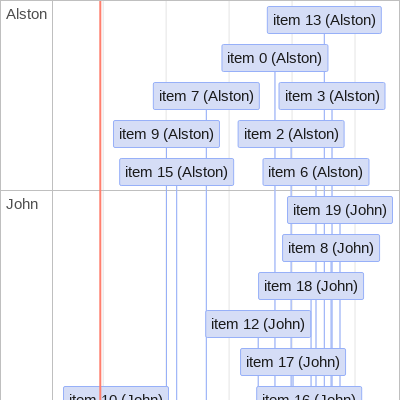 Alston
item 13 (Alston)
item 0 (Alston)
item 7 (Alston)
item 3 (Alston)
item 9 (Alston)
item 2 (Alston)
item 15 (Alston)
item 6 (Alston)
John
item 19 (John)
item 8 (John)
item 18 (John)
item 12 (John)
item 17 (John)
item 10 (John)
item 16 (John)